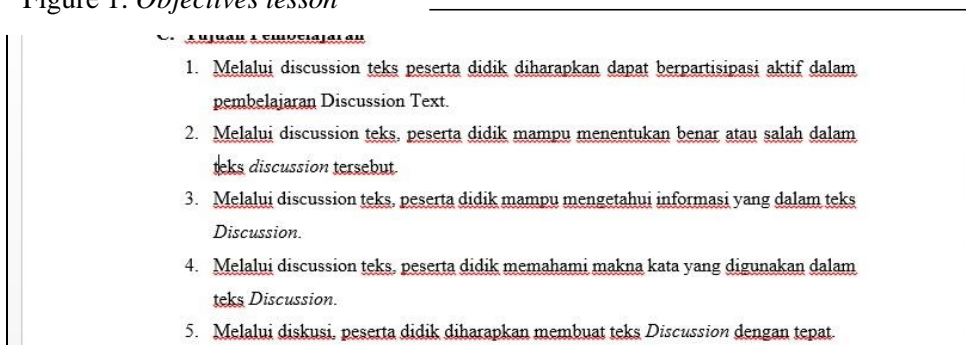 Figure 1. Objectives lesson
C. Tujuan Pembelajaran
1. Melalui discussion teks peserta didik diharapkan dapat berpartisipasi aktif dalam
pembelajaran Discussion Text.
2. Melalui discussion teks, peserta didik mampu menentukan benar atau salah dalam
teks discussion tersebut.
3. Melalui discussion teks, peserta didik mampu mengetahui informasi yang dalam teks
Discussion.
4. Melalui discussion teks, peserta didik memahami makna kata yang digunakan dalam
teks Discussion.
5. Melalui diskusi, peserta didik diharapkan membuat teks Discussion dengan tepat.